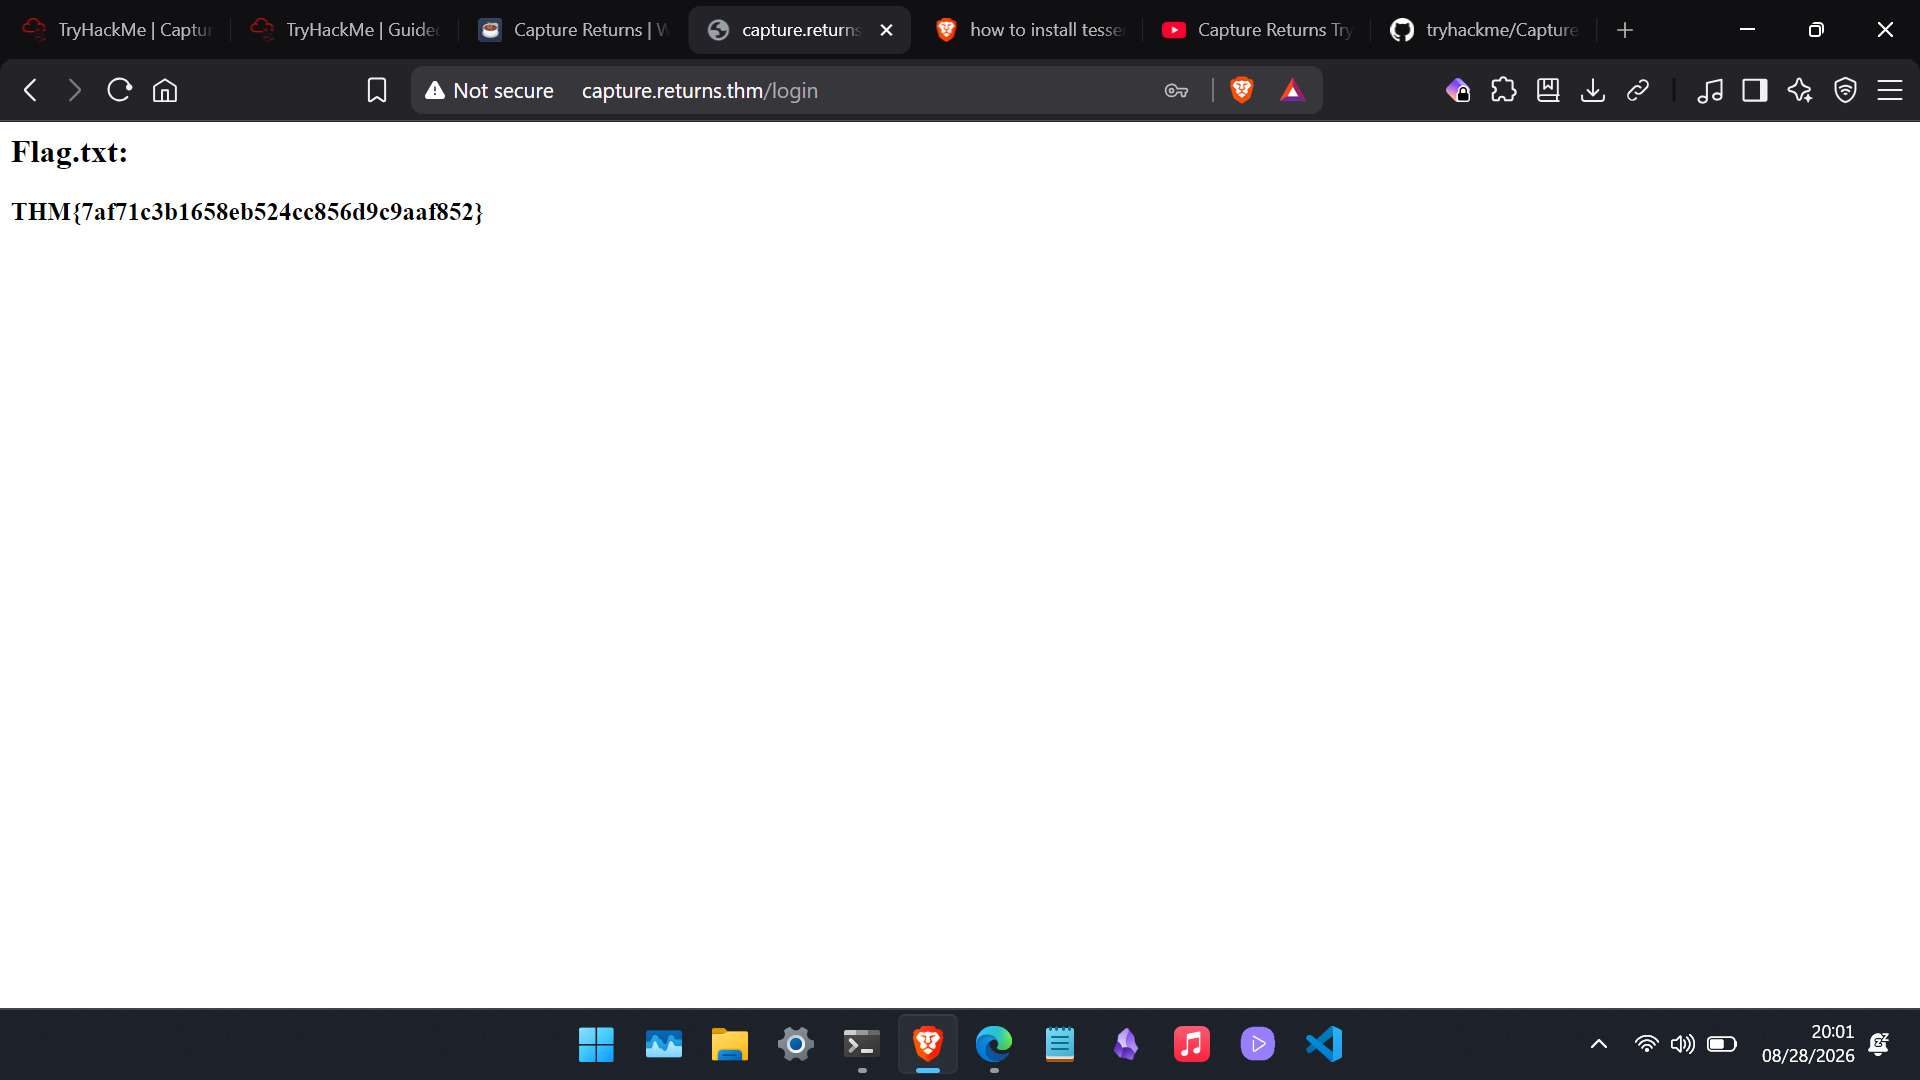 TryHackMe | Captur
TryHackMe | Guided
Capture Returns | W
capture.returns
how to install tesse
Capture Returns Try
tryhackme/Capture
Not secure
capture.returns.thm/login
Flag.txt:
THM{7af71c3b1658eb524cc856d9c9aaf852}
20:01
08/28/2026